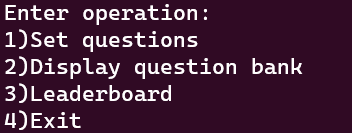 Enter operation:
1)Set questions
2)Display question bank
3)Leaderboard
4)Exit